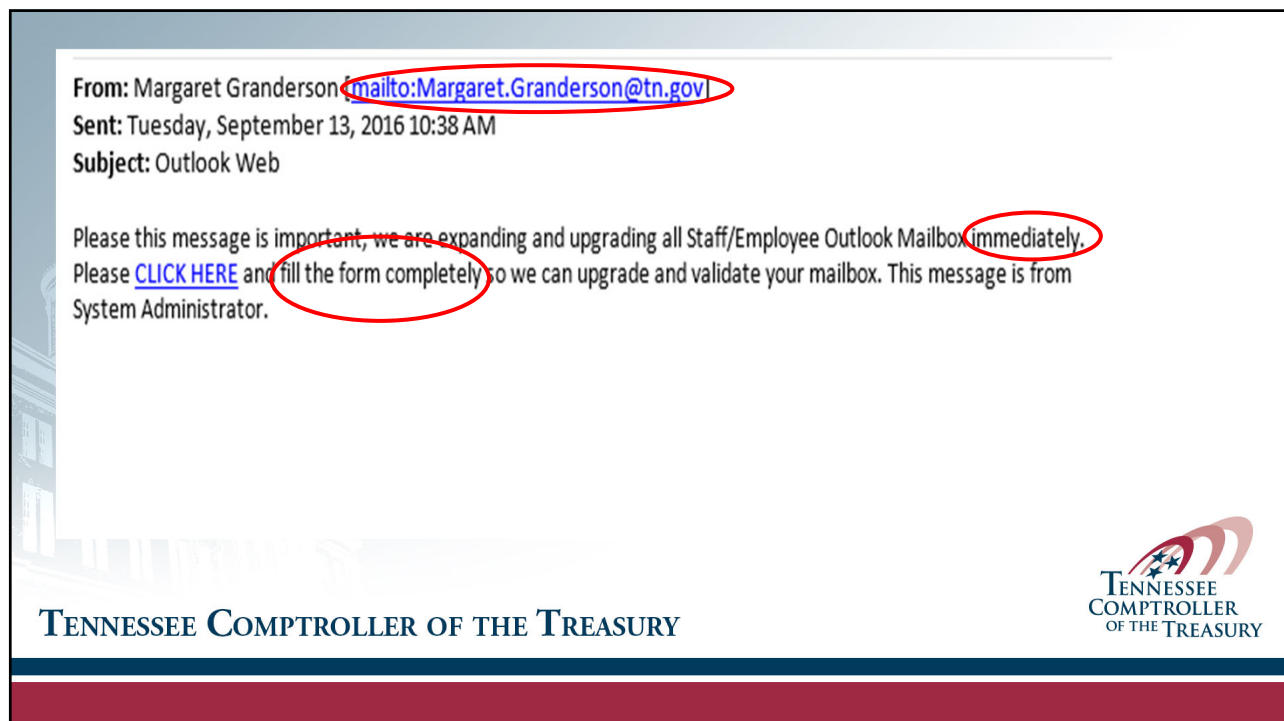 From: Margaret Granderson [mailto:Margaret.Granderson@tn.gov]
Sent: Tuesday, September 13, 2016 10:38 AM
Subject: Outlook Web
Please this message is important, we are expanding and upgrading all Staff/Employee Outlook Mailbox immediately.
Please CLICK HERE and fill the form completely so we can upgrade and validate your mailbox. This message is from
System Administrator.
TENNESSEE
COMPTROLLER
OF THE TREASURY
TENNESSEE COMPTROLLER OF THE TREASURY